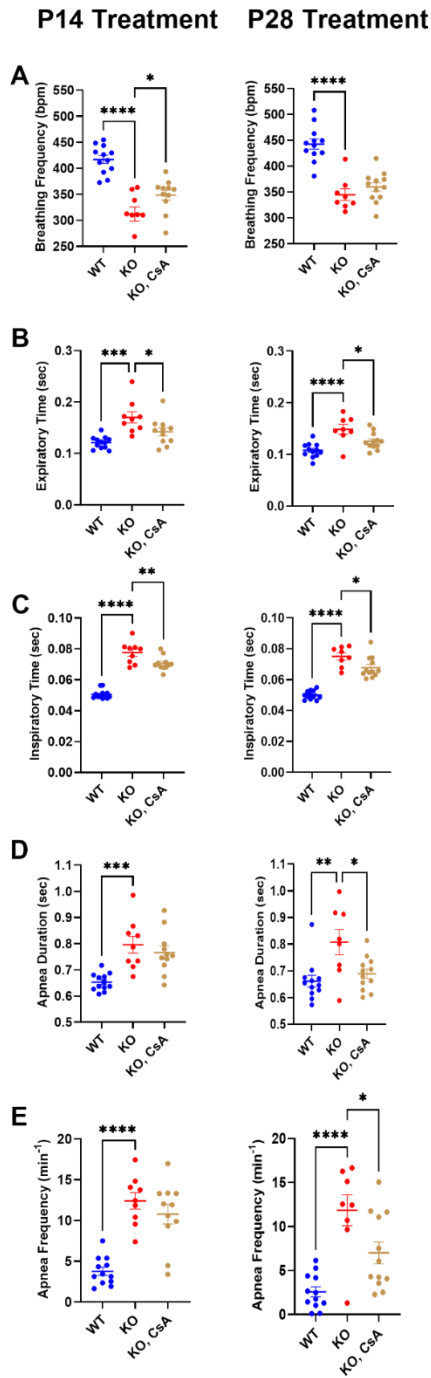 P14 Treatment P28 Treatment
A
Breathing Frequency (bpm)
550
500
450
400
350
300
250
****
*
WT
KO
KO, CsA
Breathing Frequency (bpm)
550
500
450
400
350
300
250
****
WT
KO
KO, CsA
B
Expiratory Time (sec)
0.3
0.2
0.1
0.0
***
*
WT
KO
KO, CsA
Expiratory Time (sec)
0.3
0.2
0.1
0.0
****
*
WT
KO
KO, CsA
C
Inspiratory Time (sec)
0.10
0.08
0.06
0.04
0.02
0.00
****
**
WT
KO
KO, CsA
Inspiratory Time (sec)
0.10
0.08
0.06
0.04
0.02
0.00
****
*
WT
KO
KO, CsA
D
Apnea Duration (sec)
1.1
1.0
0.9
0.8
0.7
0.6
0.5
***
WT
KO
KO, CsA
Apnea Duration (sec)
1.1
1.0
0.9
0.8
0.7
0.6
0.5
**
*
WT
KO
KO, CsA
E
Apnea Frequency (min⁻¹)
20
15
10
5
0
****
WT
KO
KO, CsA
Apnea Frequency (min⁻¹)
20
15
10
5
0
****
*
WT
KO
KO, CsA